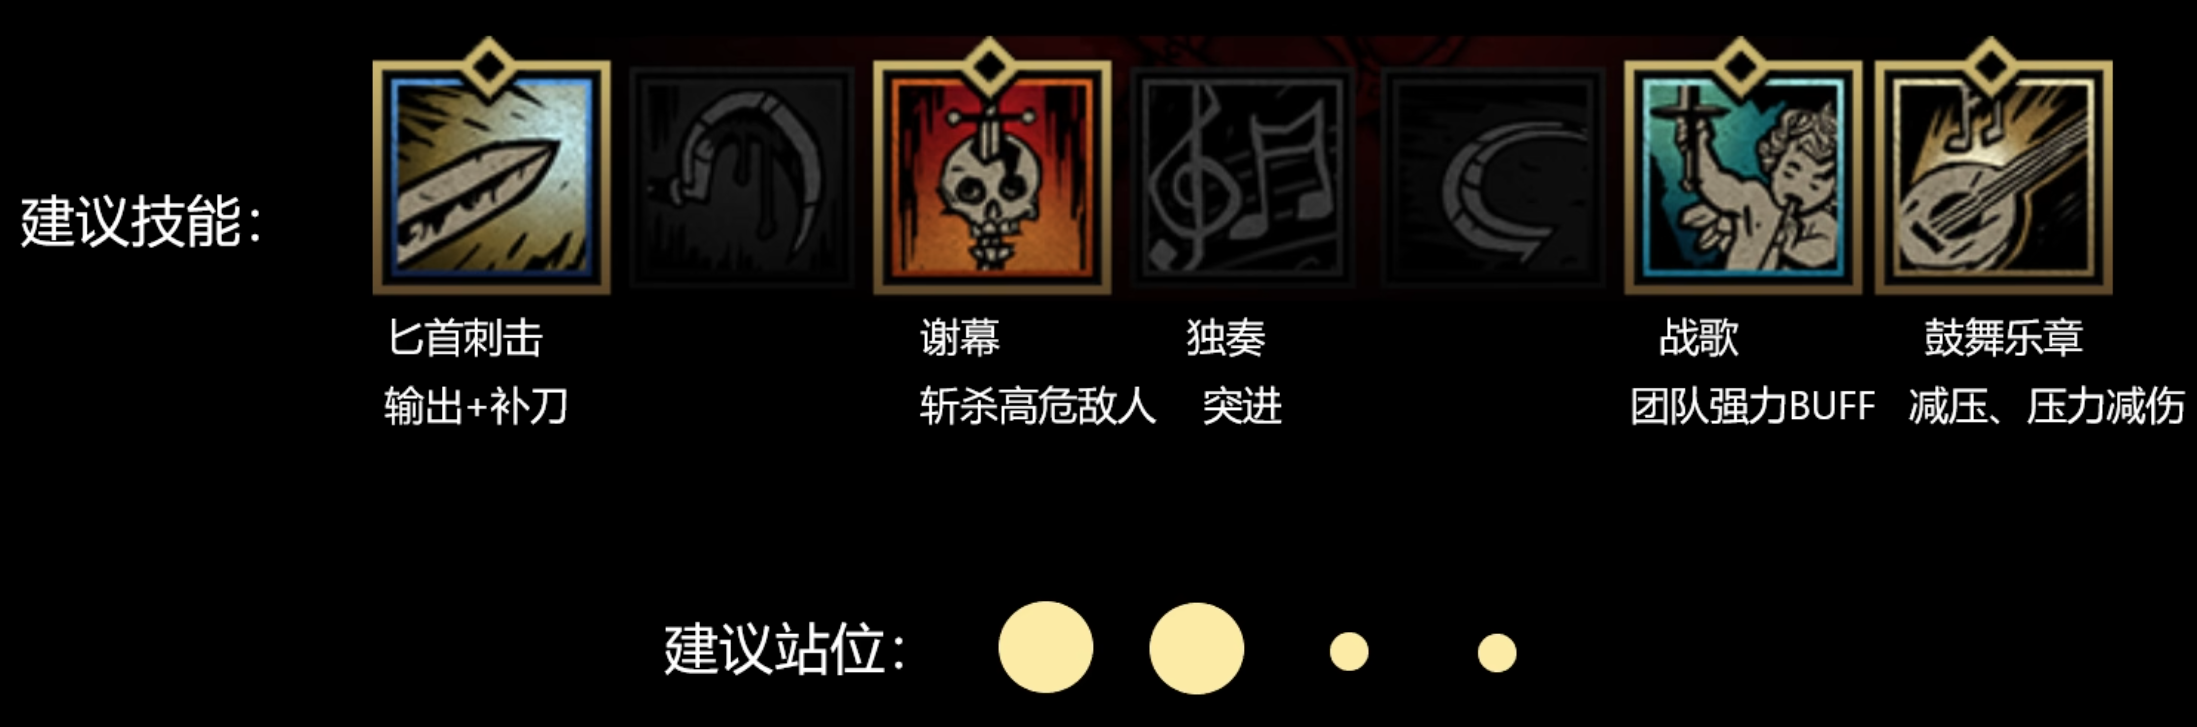 建议技能：
匕首刺击 谢幕 独奏 战歌 鼓舞乐章
输出+补刀 斩杀高危敌人 突进 团队强力BUFF 减压、压力减伤
建议站位：